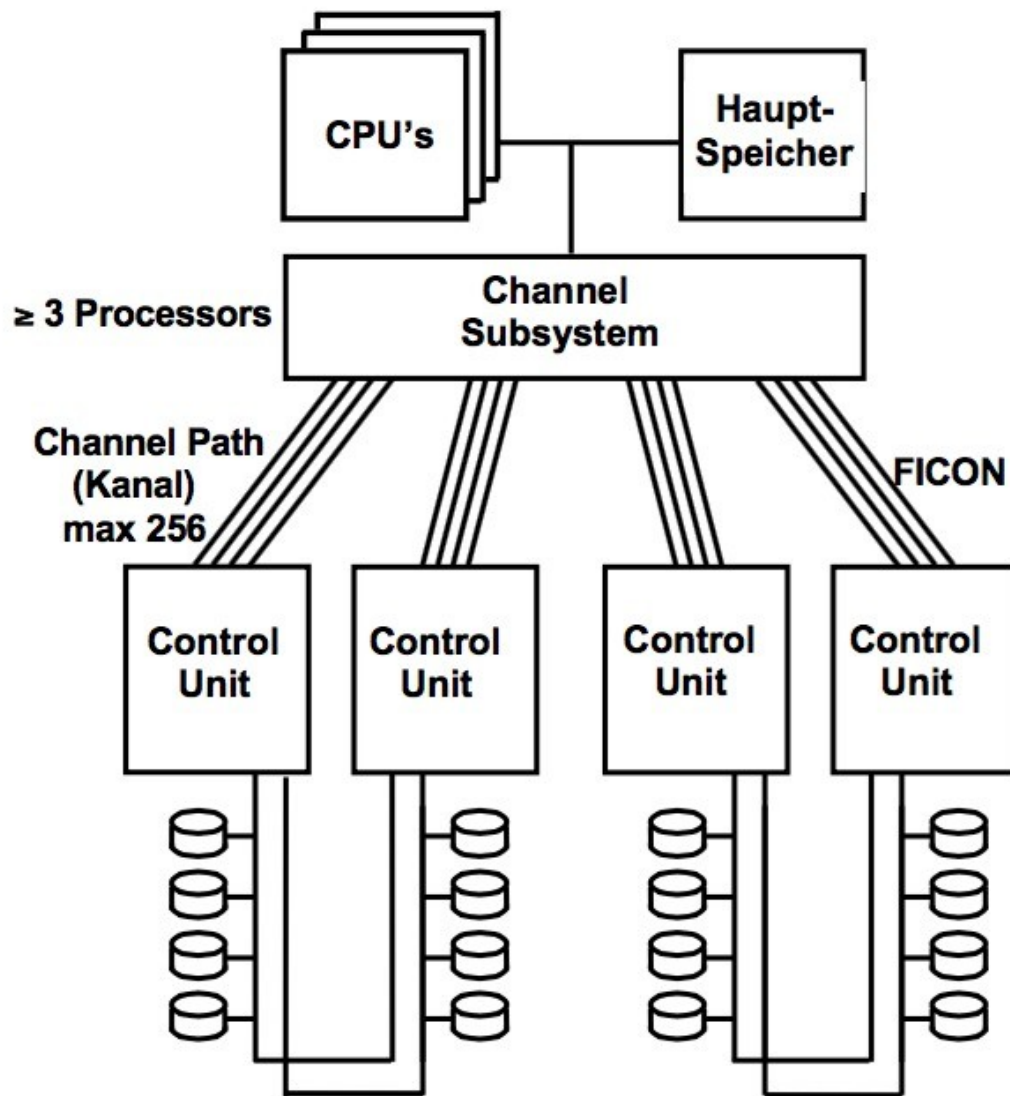 CPU's
Haupt-
Speicher
≥ 3 Processors
Channel
Subsystem
Channel Path
(Kanal)
max 256
FICON
Control
Unit
Control
Unit
Control
Unit
Control
Unit